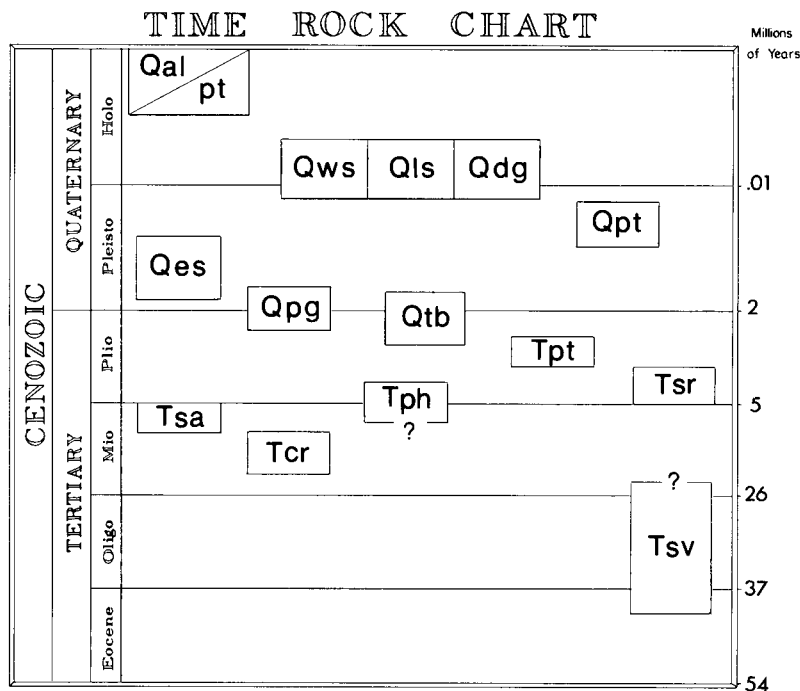 TIME ROCK CHART
Millions
of Years
CENOZOIC
QUATERNARY
TERTIARY
Holo
Pleisto
Plio
Mio
Oligo
Eocene
Qal
pt
Qws Qls Qdg
.01
Qpt
Qes
Qpg
Qtb
2
Tpt
Tsr
Tph
?
5
Tsa
Tcr
?
26
Tsv
37
54